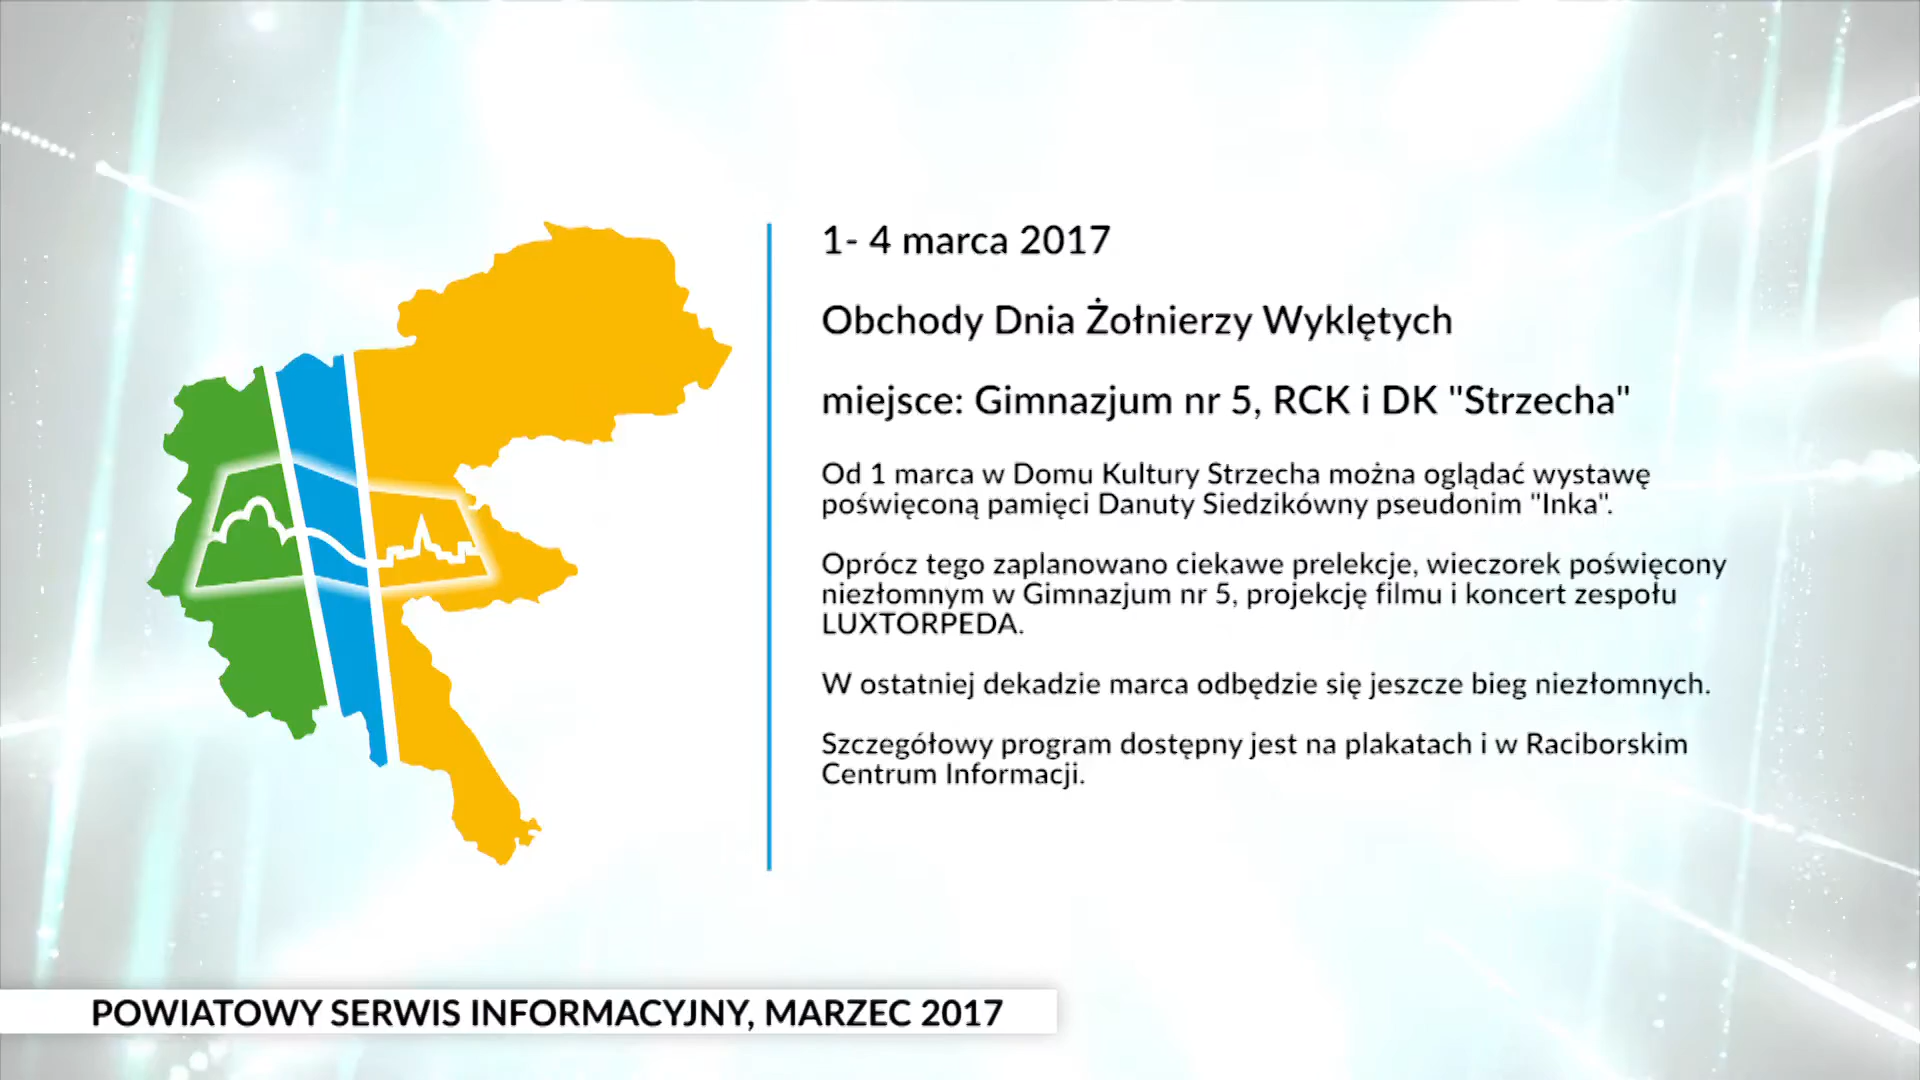 1- 4 marca 2017
Obchody Dnia Żołnierzy Wyklętych
miejsce: Gimnazjum nr 5, RCK i DK "Strzecha"
Od 1 marca w Domu Kultury Strzecha można oglądać wystawę
poświęconą pamięci Danuty Siedzikówny pseudonim "Inka".
Oprócz tego zaplanowano ciekawe prelekcje, wieczorek poświęcony
niezłomnym w Gimnazjum nr 5, projekcję filmu i koncert zespołu
LUXTORPEDA.
W ostatniej dekadzie marca odbędzie się jeszcze bieg niezłomnych.
Szczegółowy program dostępny jest na plakatach i w Raciborskim
Centrum Informacji.
POWIATOWY SERWIS INFORMACYJNY, MARZEC 2017